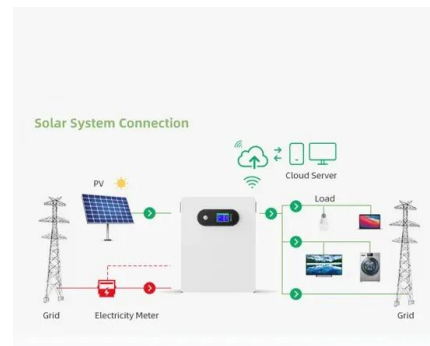 Solar System Connection
Cloud Server
PV
Load
Grid
Electricity Meter
Grid